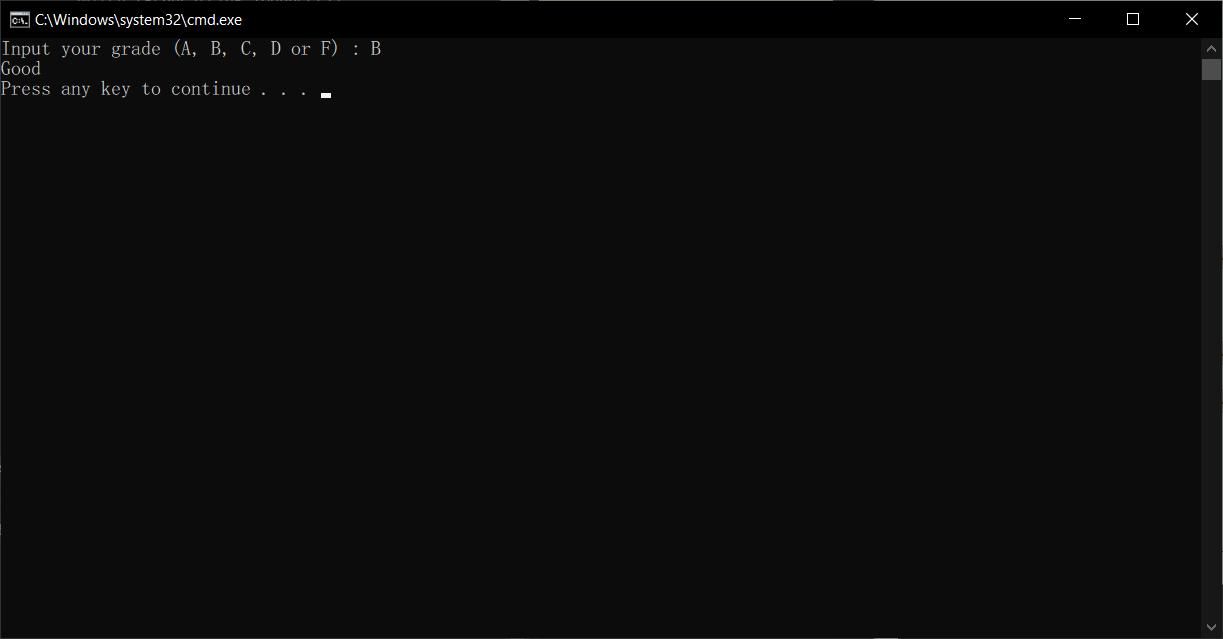 C:\Windows\system32\cmd.exe
Input your grade (A, B, C, D or F) : B
Good
Press any key to continue . . .